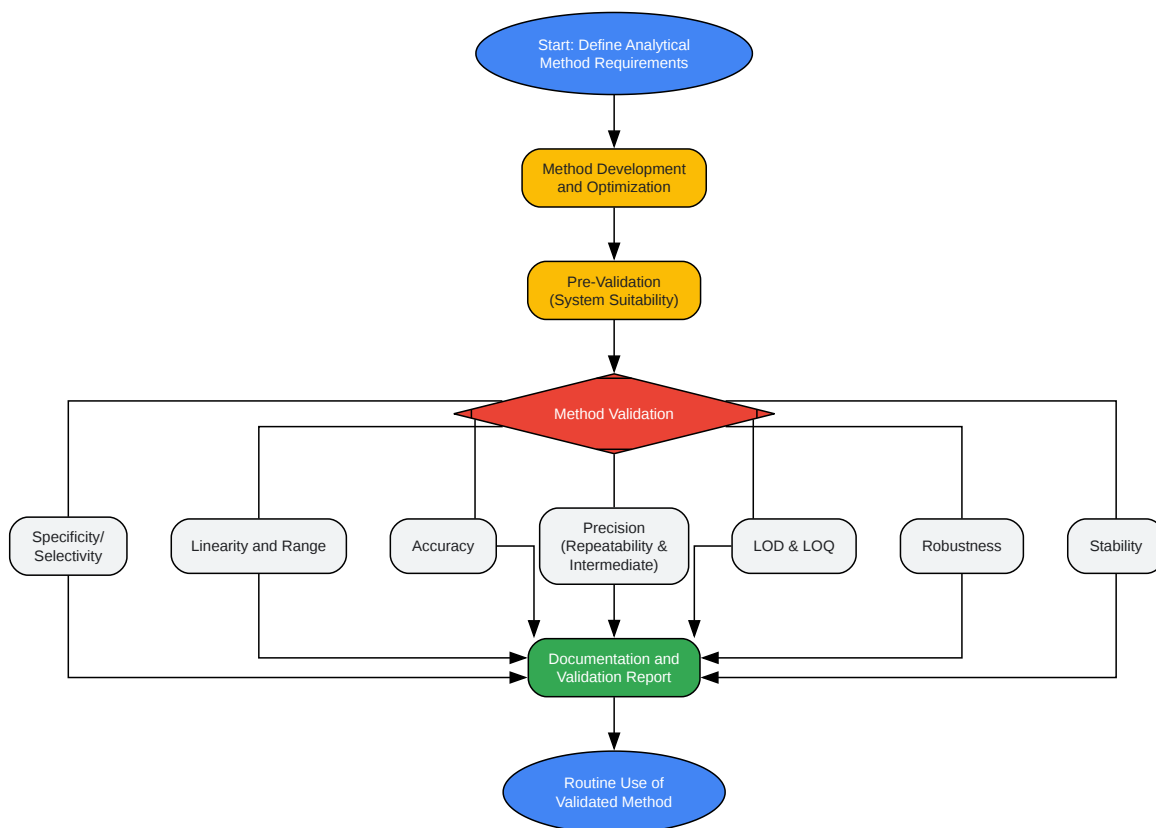 Start: Define Analytical
Method Requirements
Method Development
and Optimization
Pre-Validation
(System Suitability)
Method Validation
Specificity/
Selectivity
Linearity and Range
Accuracy
Precision
(Repeatability &
Intermediate)
LOD & LOQ
Robustness
Stability
Documentation and
Validation Report
Routine Use of
Validated Method